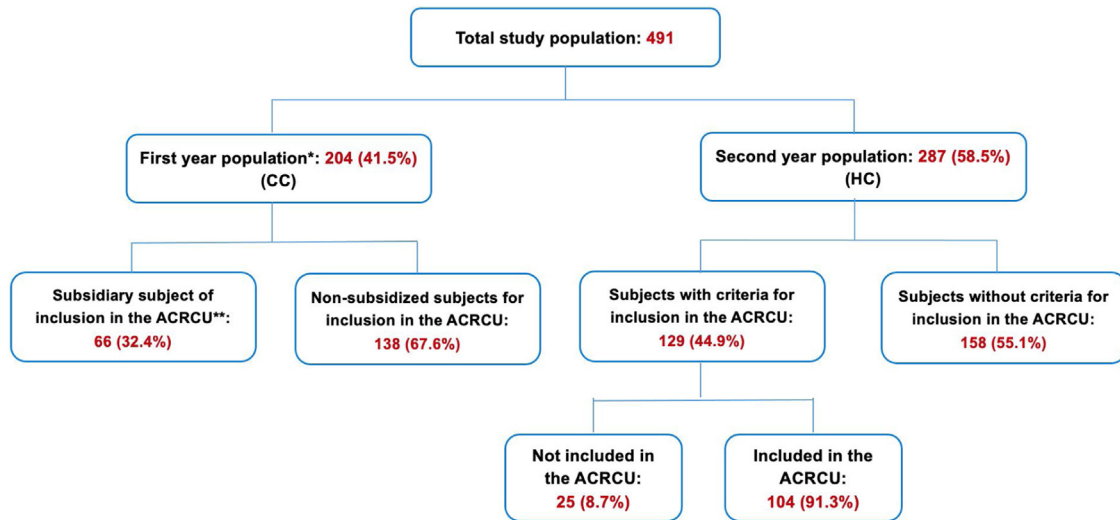 Total study population: 491
First year population*: 204 (41.5%)
(CC)
Second year population: 287 (58.5%)
(HC)
Subsidiary subject of
inclusion in the ACRCU**:
66 (32.4%)
Non-subsidized subjects for
inclusion in the ACRCU:
138 (67.6%)
Subjects with criteria for
inclusion in the ACRCU:
129 (44.9%)
Subjects without criteria for
inclusion in the ACRCU:
158 (55.1%)
Not included in
the ACRCU:
25 (8.7%)
Included in the
ACRCU:
104 (91.3%)